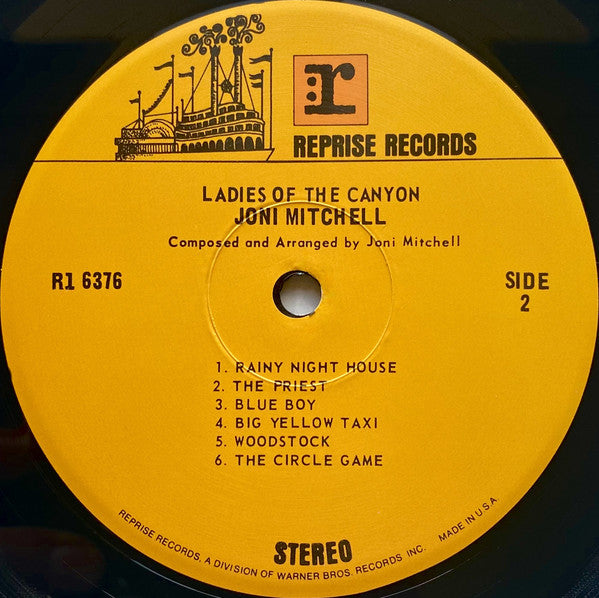 r
REPRISE RECORDS
LADIES OF THE CANYON
JONI MITCHELL
Composed and Arranged by Joni Mitchell
R1 6376
SIDE
2
1. RAINY NIGHT HOUSE
2. THE PRIEST
3. BLUE BOY
4. BIG YELLOW TAXI
5. WOODSTOCK
6. THE CIRCLE GAME
STEREO
REPRISE RECORDS, A DIVISION OF WARNER BROS. RECORDS, INC. MADE IN U.S.A.